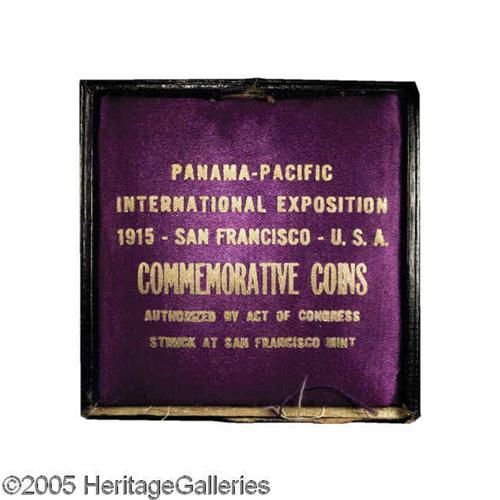 PANAMA-PACIFIC
INTERNATIONAL EXPOSITION
1915 - SAN FRANCISCO - U. S. A.
COMMEMORATIVE COINS
AUTHORIZED BY ACT OF CONGRESS
STRUCK AT SAN FRANCISCO MINT
©2005 HeritageGalleries